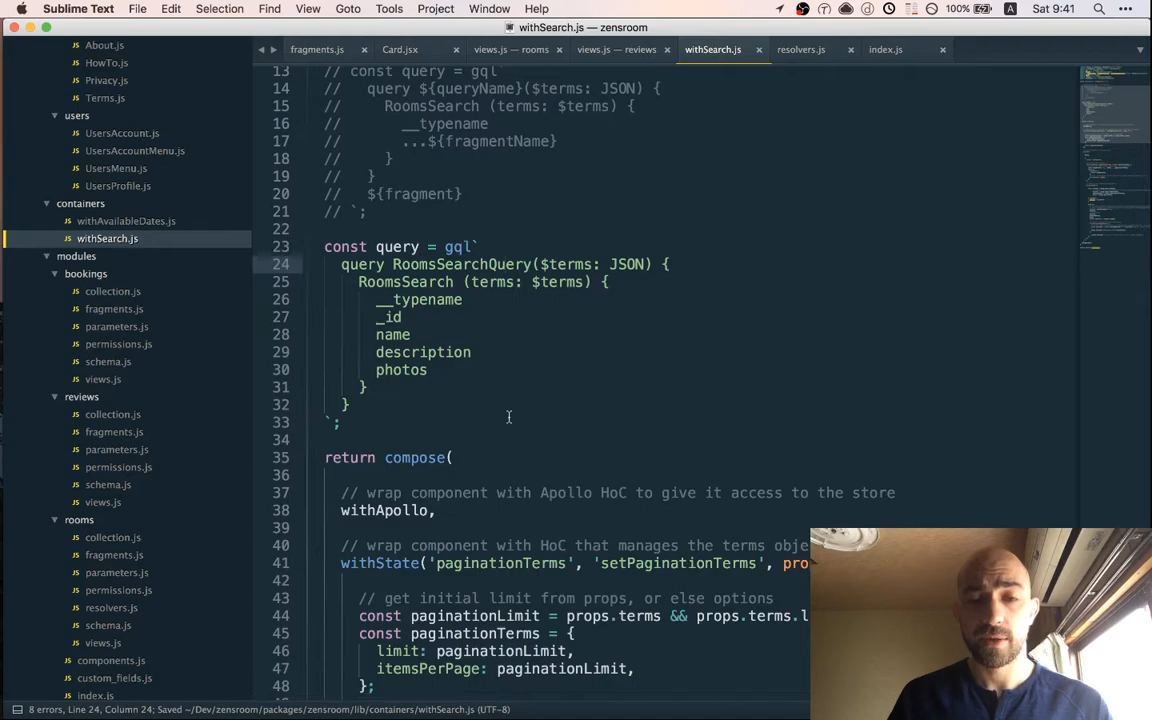 Sublime Text File Edit Selection Find View Goto Tools Project Window Help 100% A Sat 9:41
withSearch.js — zensroom
About.js
HowTo.js
Privacy.js
Terms.js
users
UsersAccount.js
UsersAccountMenu.js
UsersMenu.js
UsersProfile.js
containers
withAvailableDates.js
withSearch.js
modules
bookings
collection.js
fragments.js
parameters.js
permissions.js
schema.js
views.js
reviews
collection.js
fragments.js
parameters.js
permissions.js
schema.js
views.js
rooms
collection.js
fragments.js
parameters.js
permissions.js
resolvers.js
schema.js
views.js
components.js
custom_fields.js
index.js
fragments.js Card.jsx views.js — rooms views.js — reviews withSearch.js resolvers.js index.js
13 // const query = gql`
14 // query ${queryName}($terms: JSON) {
15 // RoomsSearch (terms: $terms) {
16 // __typename
17 // ...${fragmentName}
18 // }
19 // }
20 // ${fragment}
21 // `;
22
23 const query = gql`
24 query RoomsSearchQuery($terms: JSON) {
25 RoomsSearch (terms: $terms) {
26 __typename
27 _id
28 name
29 description
30 photos
31 }
32 }
33 `;
34
35 return compose(
36
37 // wrap component with Apollo HoC to give it access to the store
38 withApollo,
39
40 // wrap component with HoC that manages the terms obje
41 withState('paginationTerms', 'setPaginationTerms', pro
42
43 // get initial limit from props, or else options
44 const paginationLimit = props.terms && props.terms.l
45 const paginationTerms = {
46 limit: paginationLimit,
47 itemsPerPage: paginationLimit,
48 };
8 errors, Line 24, Column 24; Saved ~/Dev/zensroom/packages/zensroom/lib/containers/withSearch.js (UTF-8)